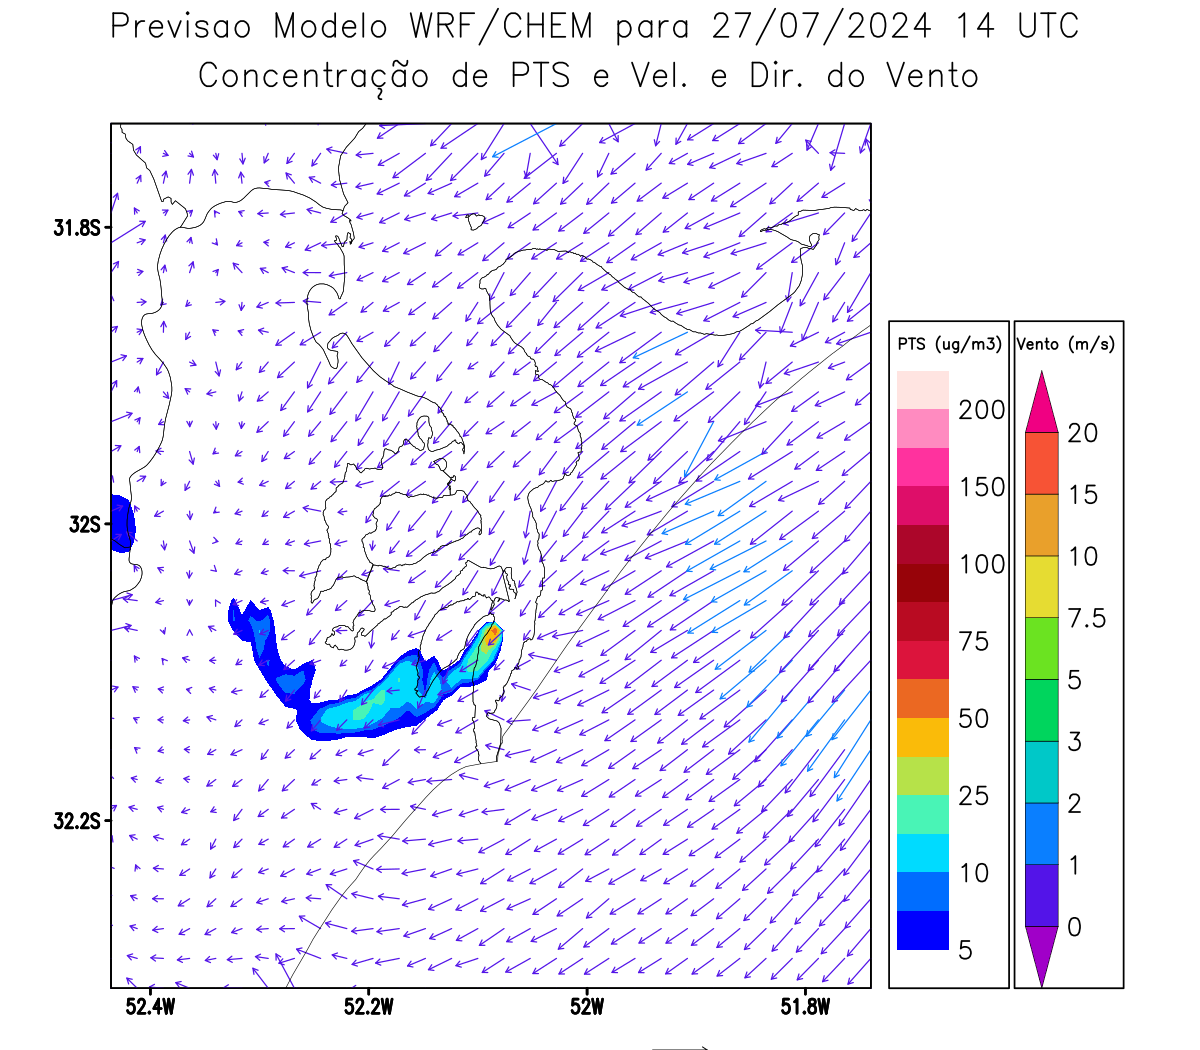 Previsao Modelo WRF/CHEM para 27/07/2024 14 UTC
Concentração de PTS e Vel. e Dir. do Vento
31.8S
32S
32.2S
52.4W
52.2W
52W
51.8W
PTS (ug/m3)
200
150
100
75
50
25
10
5
Vento (m/s)
20
15
10
7.5
5
3
2
1
0